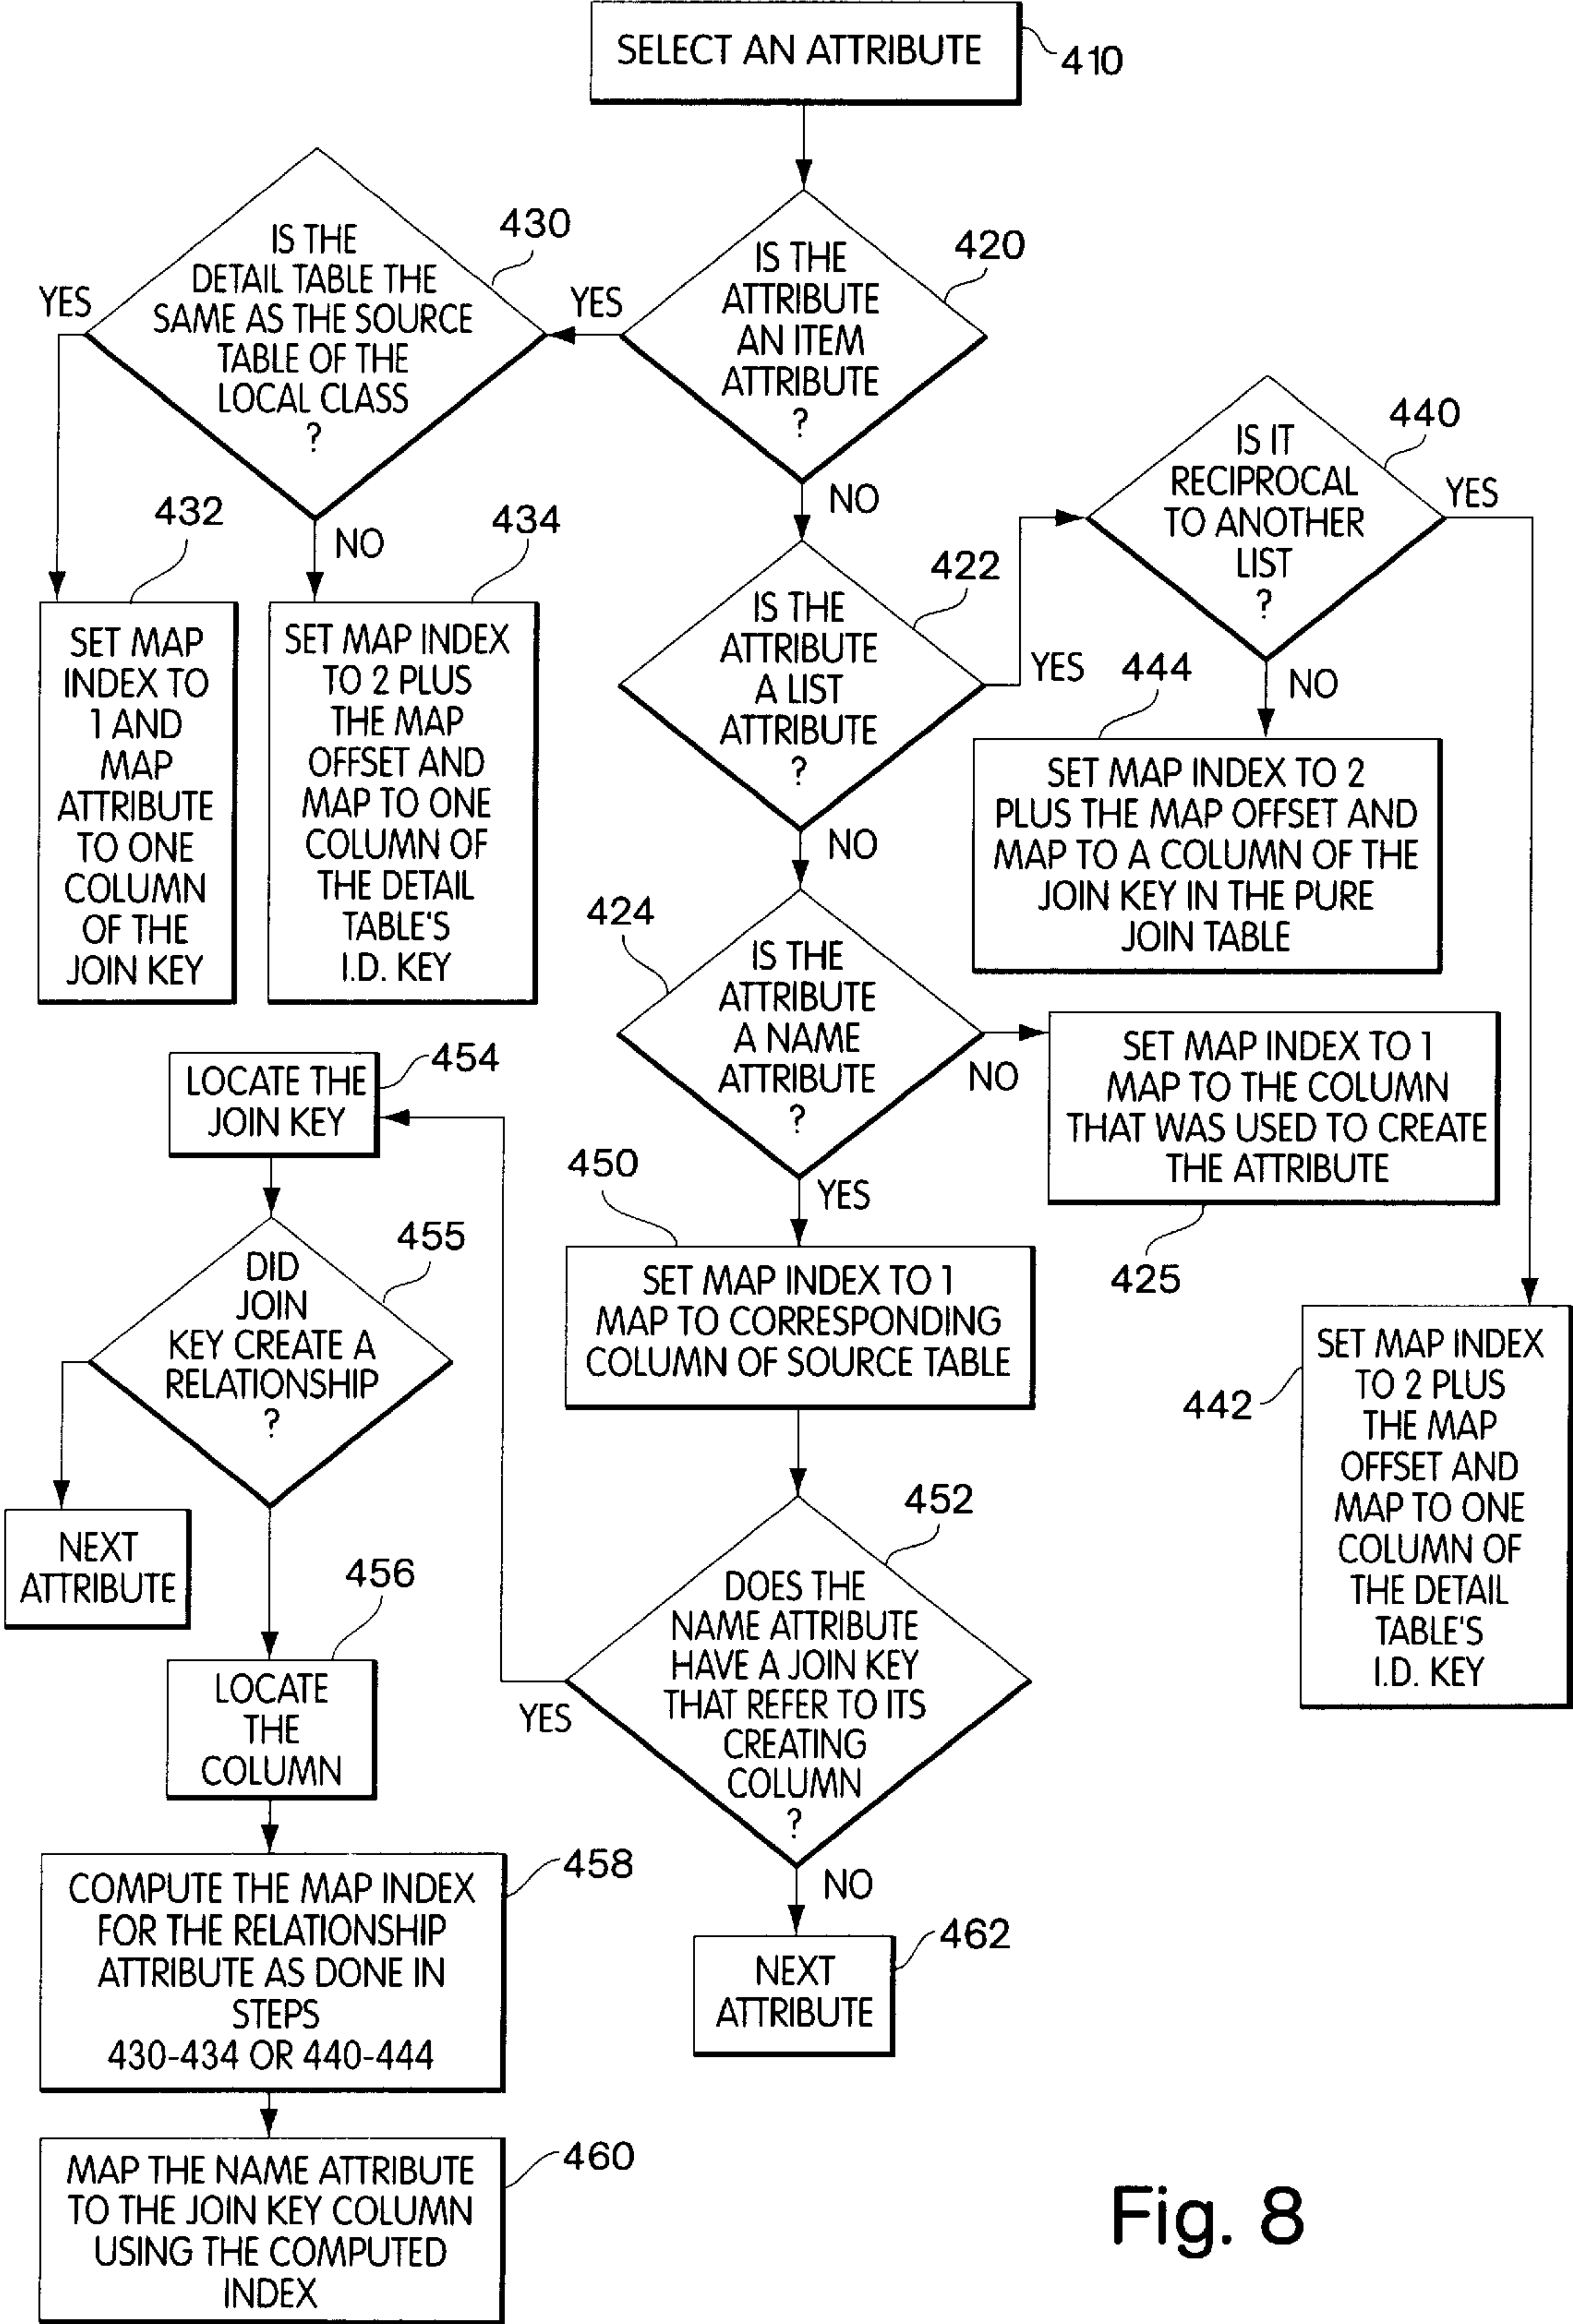 SELECT AN ATTRIBUTE
410
IS THE
ATTRIBUTE
AN ITEM
ATTRIBUTE
?
420
YES
NO
IS THE
DETAIL TABLE THE
SAME AS THE SOURCE
TABLE OF THE
LOCAL CLASS
?
430
YES
NO
432
SET MAP
INDEX TO
1 AND
MAP
ATTRIBUTE
TO ONE
COLUMN
OF THE
JOIN KEY
434
SET MAP INDEX
TO 2 PLUS
THE MAP
OFFSET AND
MAP TO ONE
COLUMN OF
THE DETAIL
TABLE'S
I.D. KEY
IS THE
ATTRIBUTE
A LIST
ATTRIBUTE
?
422
YES
NO
IS IT
RECIPROCAL
TO ANOTHER
LIST
?
440
YES
NO
444
SET MAP INDEX TO 2
PLUS THE MAP OFFSET AND
MAP TO A COLUMN OF THE
JOIN KEY IN THE PURE
JOIN TABLE
424
IS THE
ATTRIBUTE
A NAME
ATTRIBUTE
?
NO
YES
SET MAP INDEX TO 1
MAP TO THE COLUMN
THAT WAS USED TO CREATE
THE ATTRIBUTE
425
442
SET MAP INDEX
TO 2 PLUS
THE MAP
OFFSET AND
MAP TO ONE
COLUMN OF
THE DETAIL
TABLE'S
I.D. KEY
450
SET MAP INDEX TO 1
MAP TO CORRESPONDING
COLUMN OF SOURCE TABLE
452
DOES THE
NAME ATTRIBUTE
HAVE A JOIN KEY
THAT REFER TO ITS
CREATING
COLUMN
?
YES
NO
NEXT
ATTRIBUTE
462
LOCATE THE
JOIN KEY
454
DID
JOIN
KEY CREATE A
RELATIONSHIP
?
455
NEXT
ATTRIBUTE
456
LOCATE
THE
COLUMN
COMPUTE THE MAP INDEX
FOR THE RELATIONSHIP
ATTRIBUTE AS DONE IN
STEPS
430-434 OR 440-444
458
MAP THE NAME ATTRIBUTE
TO THE JOIN KEY COLUMN
USING THE COMPUTED
INDEX
460
Fig. 8